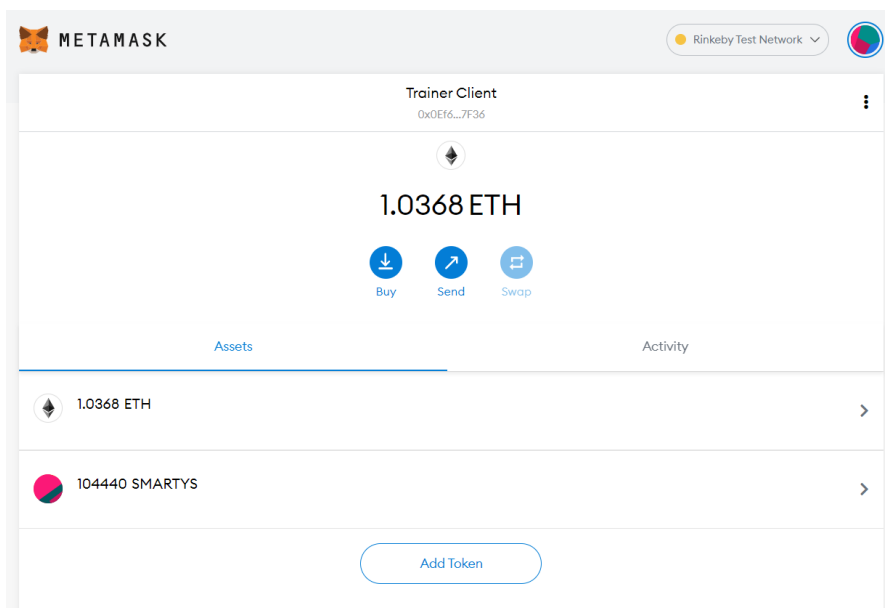 METAMASK
Rinkeby Test Network
Trainer Client
0x0Ef6...7F36
1.0368 ETH
Buy Send Swap
Assets Activity
1.0368 ETH
104440 SMARTYS
Add Token